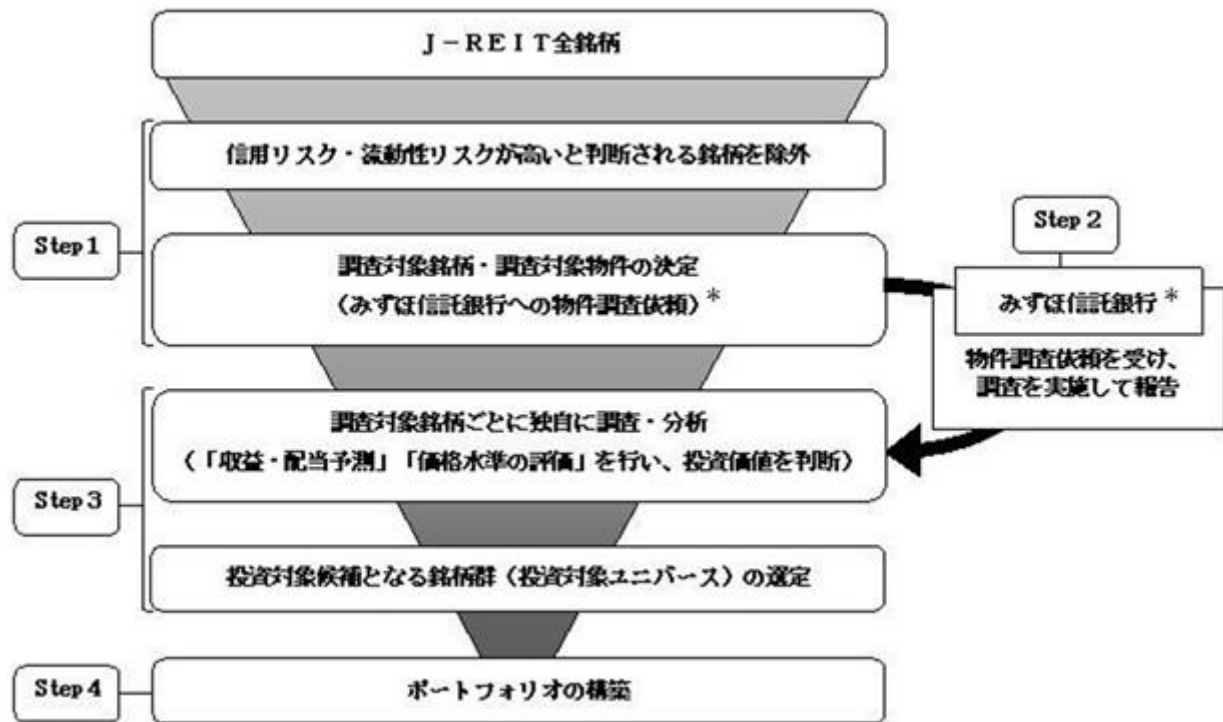 J-REIT全銘柄
信用リスク・流動性リスクが高いと判断される銘柄を除外
Step1
調査対象銘柄・調査対象物件の決定
（みずほ信託銀行への物件調査依頼）*
Step2
みずほ信託銀行*
物件調査依頼を受け、
調査を実施して報告
Step3
調査対象銘柄ごとに独自に調査・分析
（「収益・配当予測」「価格水準の評価」を行い、投資価値を判断）
投資対象候補となる銘柄群（投資対象ユニバース）の選定
Step4
ポートフォリオの構築